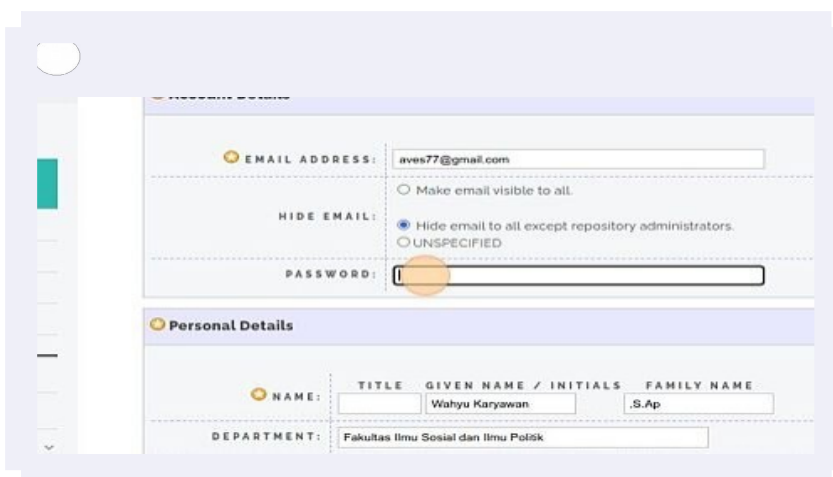 Account Details
EMAIL ADDRESS: aves77@gmail.com
Make email visible to all.
HIDE EMAIL:
Hide email to all except repository administrators.
UNSPECIFIED
PASSWORD:
Personal Details
TITLE GIVEN NAME / INITIALS FAMILY NAME
NAME: Wahyu Karyawan ,S.Ap
DEPARTMENT: Fakultas Ilmu Sosial dan Ilmu Politik